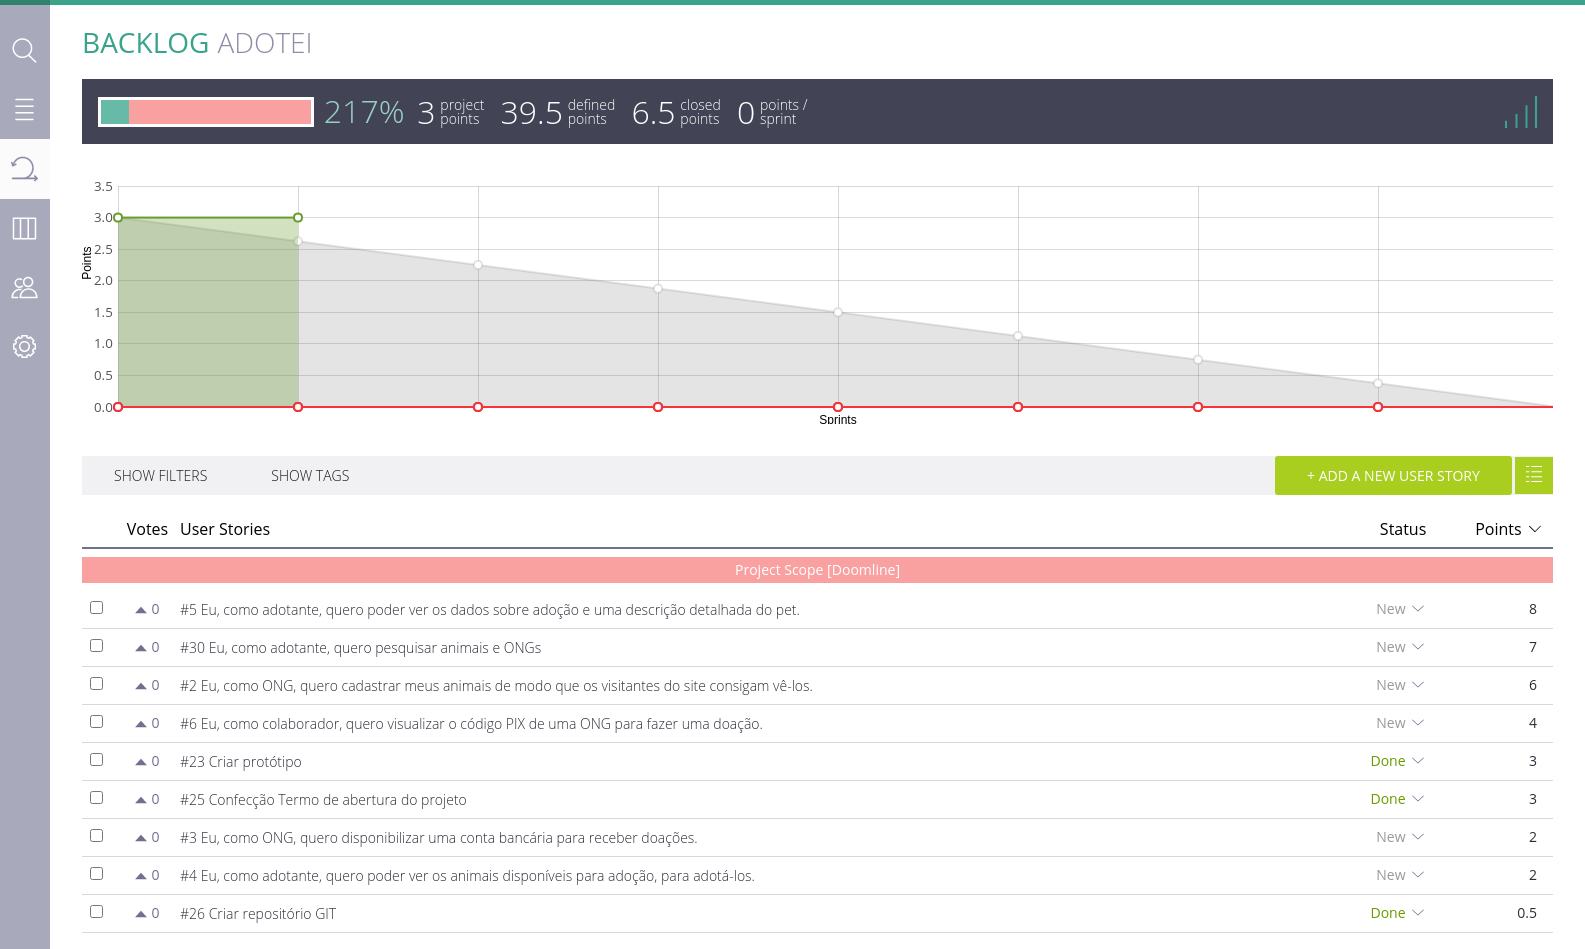 BACKLOG ADOTEI
217% 3 project points 39.5 defined points 6.5 closed points 0 points / sprint
3.5
3.0
2.5
2.0
1.5
1.0
0.5
0.0
Points
Sprints
SHOW FILTERS SHOW TAGS + ADD A NEW USER STORY
Votes User Stories Status Points
Project Scope [Doomline]
0 #5 Eu, como adotante, quero poder ver os dados sobre adoção e uma descrição detalhada do pet. New 8
0 #30 Eu, como adotante, quero pesquisar animais e ONGs New 7
0 #2 Eu, como ONG, quero cadastrar meus animais de modo que os visitantes do site consigam vê-los. New 6
0 #6 Eu, como colaborador, quero visualizar o código PIX de uma ONG para fazer uma doação. New 4
0 #23 Criar protótipo Done 3
0 #25 Confecção Termo de abertura do projeto Done 3
0 #3 Eu, como ONG, quero disponibilizar uma conta bancária para receber doações. New 2
0 #4 Eu, como adotante, quero poder ver os animais disponíveis para adoção, para adotá-los. New 2
0 #26 Criar repositório GIT Done 0.5